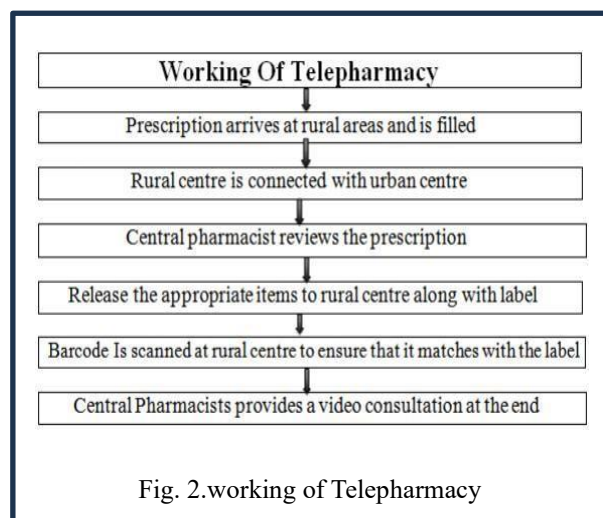 Working Of Telepharmacy
Prescription arrives at rural areas and is filled
Rural centre is connected with urban centre
Central pharmacist reviews the prescription
Release the appropriate items to rural centre along with label
Barcode Is scanned at rural centre to ensure that it matches with the label
Central Pharmacists provides a video consultation at the end
Fig. 2.working of Telepharmacy